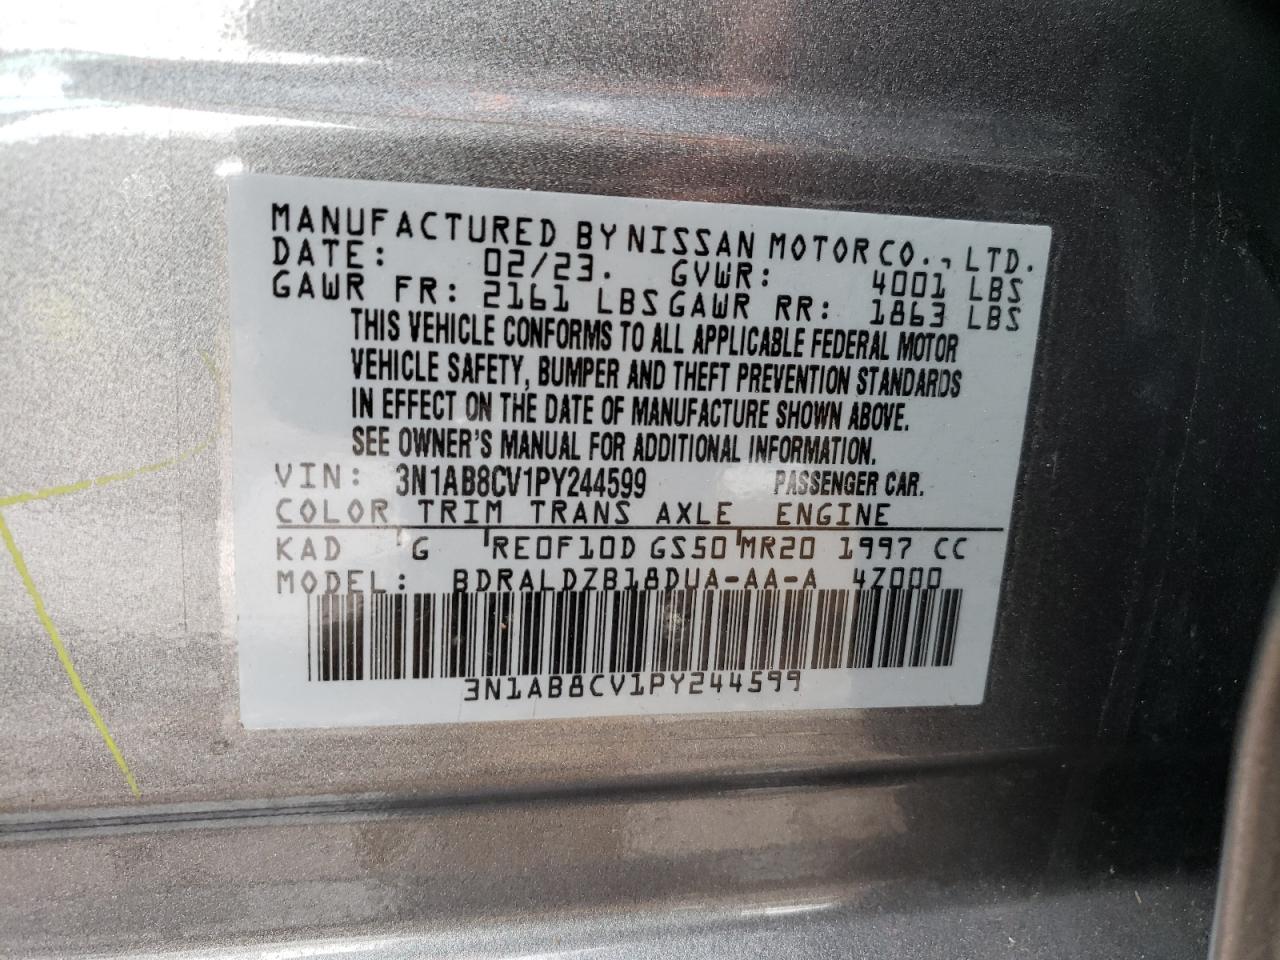 MANUFACTURED BY NISSAN MOTOR CO., LTD.
DATE: 02/23. GVWR: 4001 LBS
GAWR FR: 2161 LBS GAWR RR: 1863 LBS
THIS VEHICLE CONFORMS TO ALL APPLICABLE FEDERAL MOTOR
VEHICLE SAFETY, BUMPER AND THEFT PREVENTION STANDARDS
IN EFFECT ON THE DATE OF MANUFACTURE SHOWN ABOVE.
SEE OWNER'S MANUAL FOR ADDITIONAL INFORMATION.
VIN: 3N1AB8CV1PY244599 PASSENGER CAR.
COLOR TRIM TRANS AXLE ENGINE
KAD G RE0F10D GS50 MR20 1997 CC
MODEL: BDRALDZB18DUA-AA-A 4Z000
3N1AB8CV1PY244599